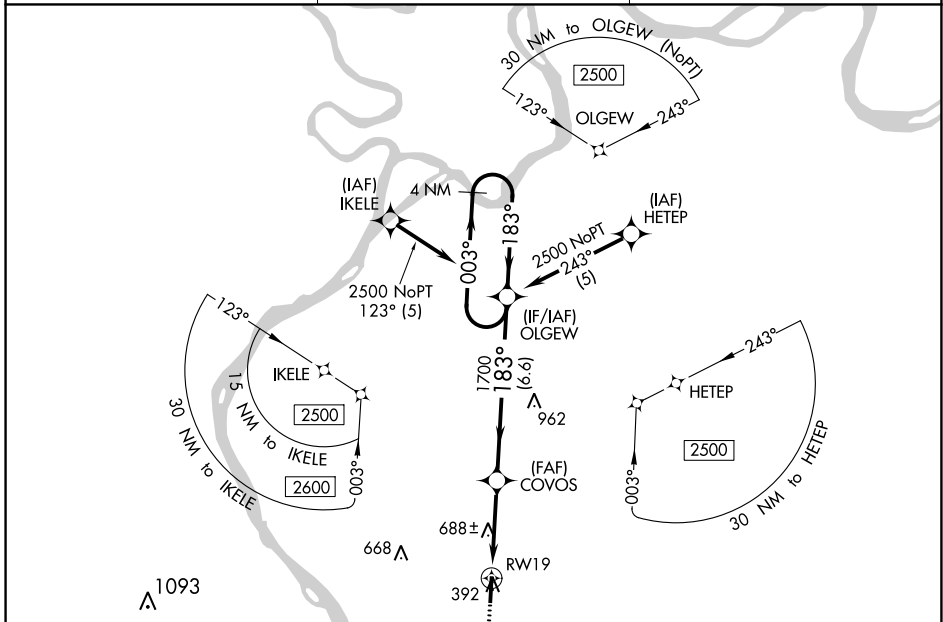 30 NM to OLGEW (NoPT)
2500
123°
243°
OLGEW
(IAF)
IKELE
4 NM
(IAF)
HETEP
183°
003°
2500 NoPT
243°
(5)
2500 NoPT
123° (5)
(IF/IAF)
OLGEW
123°
IKELE
15 NM to IKELE
2500
30 NM to IKELE
2600
003°
1700
183°
(6.6)
962
243°
HETEP
2500
003°
30 NM to HETEP
(FAF)
COVOS
688±
668
RW19
392
1093